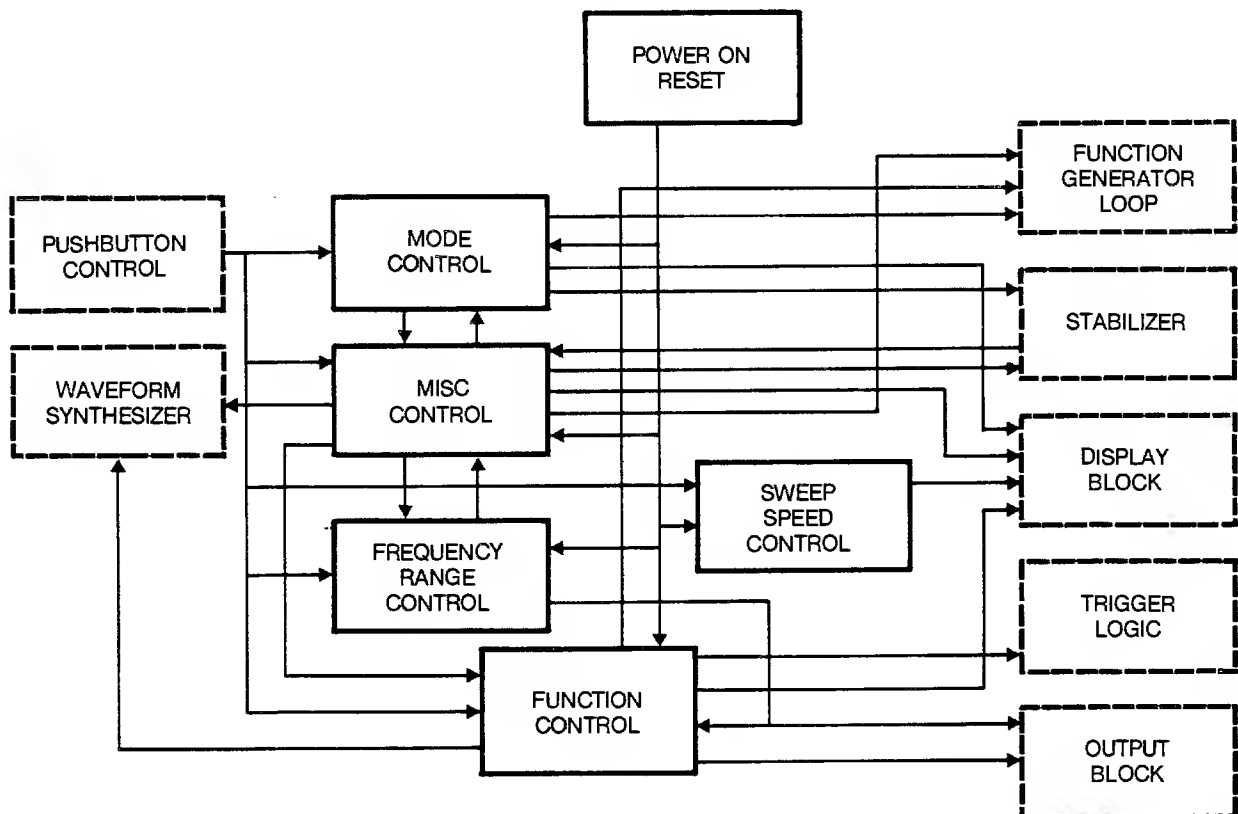 POWER ON
RESET
FUNCTION
GENERATOR
LOOP
PUSHBUTTON
CONTROL
MODE
CONTROL
STABILIZER
WAVEFORM
SYNTHESIZER
MISC
CONTROL
DISPLAY
BLOCK
SWEEP
SPEED
CONTROL
FREQUENCY
RANGE
CONTROL
TRIGGER
LOGIC
FUNCTION
CONTROL
OUTPUT
BLOCK